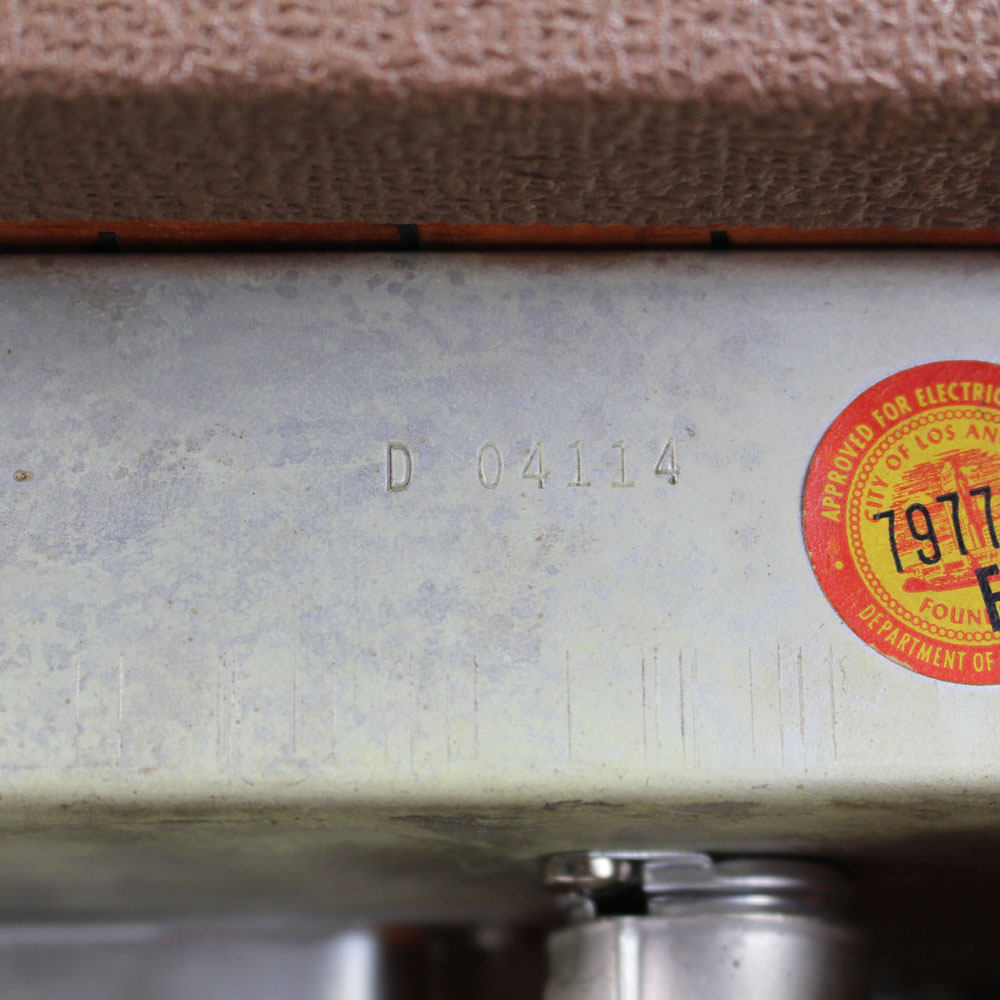 D 04114
APPROVED FOR ELECTRIC
CITY OF LOS AN
7977
FOUN
DEPARTMENT OF